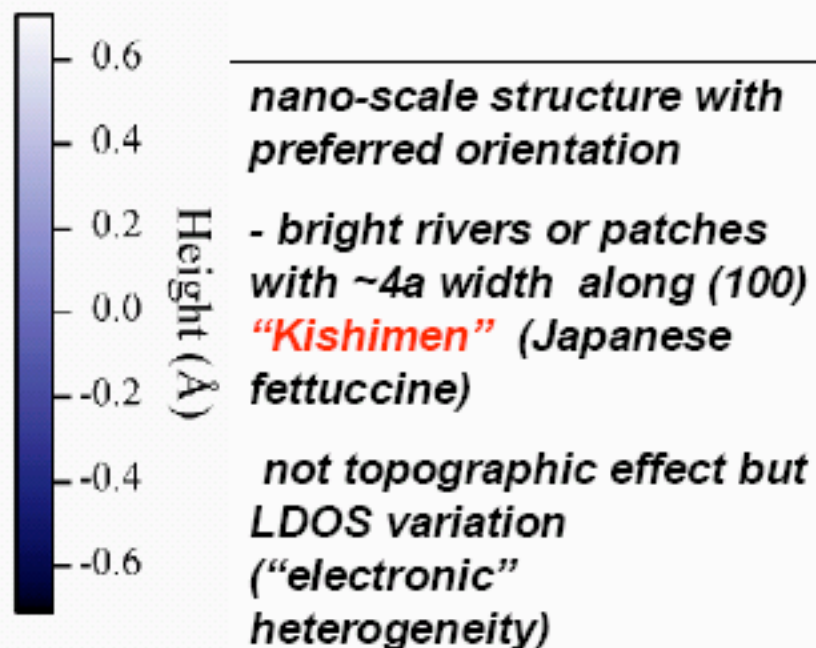 0.6
0.4
0.2
0.0
-0.2
-0.4
-0.6
Height (Å)
nano-scale structure with
preferred orientation
- bright rivers or patches
with ~4a width along (100)
“Kishimen” (Japanese
fettuccine)
not topographic effect but
LDOS variation
(“electronic”
heterogeneity)